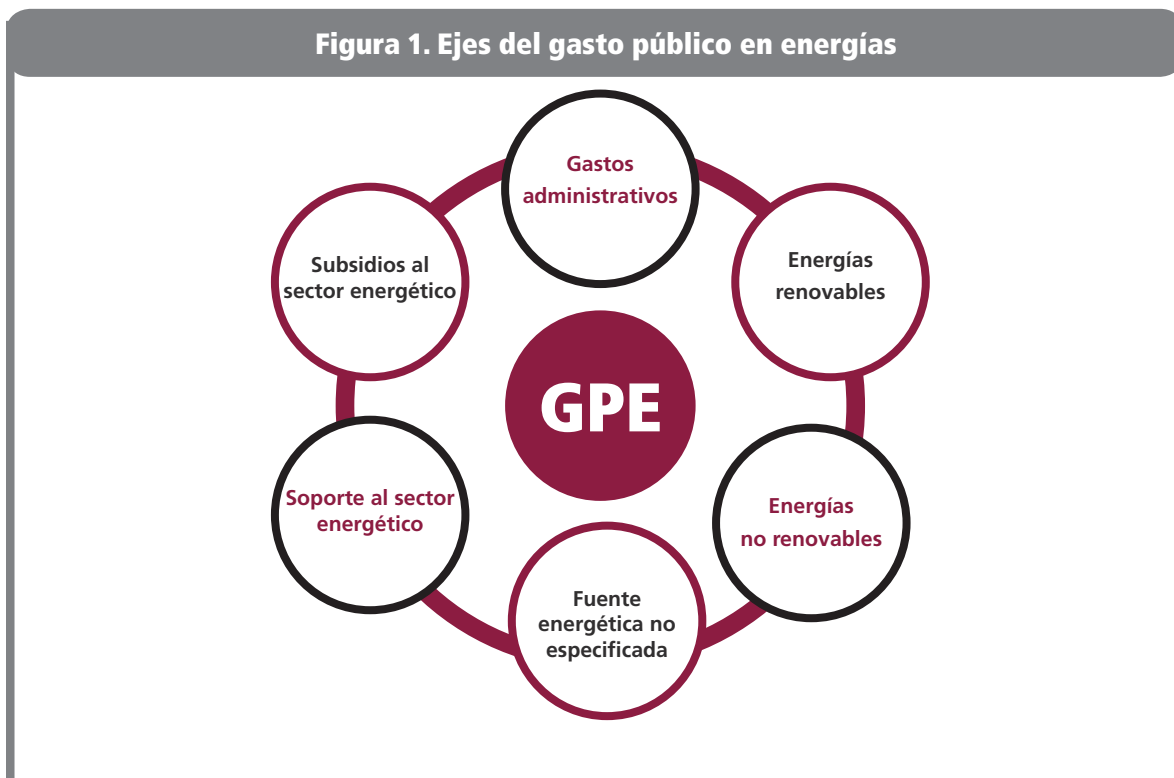 Figura 1. Ejes del gasto público en energías
Gastos
administrativos
Subsidios al
sector energético
Energías
renovables
GPE
Soporte al sector
energético
Energías
no renovables
Fuente
energética no
especificada